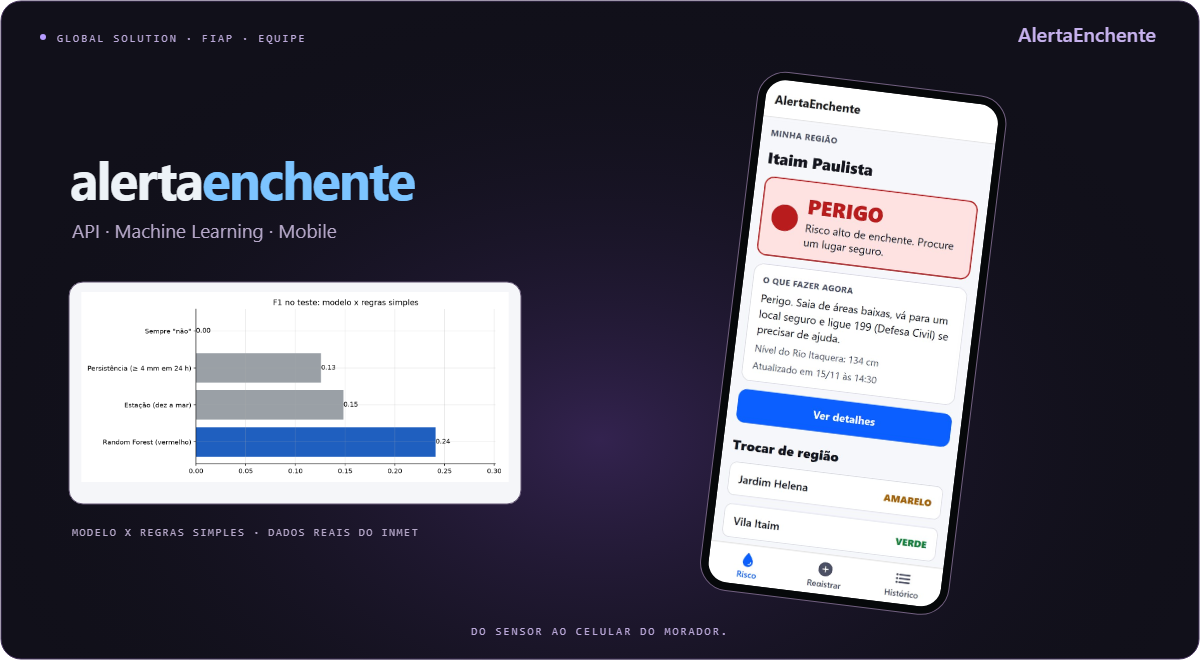 GLOBAL SOLUTION · FIAP · EQUIPE
AlertaEnchente
alertaenchente
API · Machine Learning · Mobile
F1 no teste: modelo x regras simples
Sempre "não"
0.00
Persistência (≥ 4 mm em 24 h)
0.13
Estação (dez a mar)
0.15
Random Forest (vermelho)
0.24
0.00 0.05 0.10 0.15 0.20 0.25 0.30
MODELO X REGRAS SIMPLES · DADOS REAIS DO INMET
AlertaEnchente
MINHA REGIÃO
Itaim Paulista
PERIGO
Risco alto de enchente. Procure
um lugar seguro.
O QUE FAZER AGORA
Perigo. Saia de áreas baixas, vá para um
local seguro e ligue 199 (Defesa Civil) se
precisar de ajuda.
Nível do Rio Itaquera: 134 cm
Atualizado em 15/11 às 14:30
Ver detalhes
Trocar de região
Jardim Helena
AMARELO
Vila Itaim
VERDE
Risco
Registrar
Histórico
DO SENSOR AO CELULAR DO MORADOR.